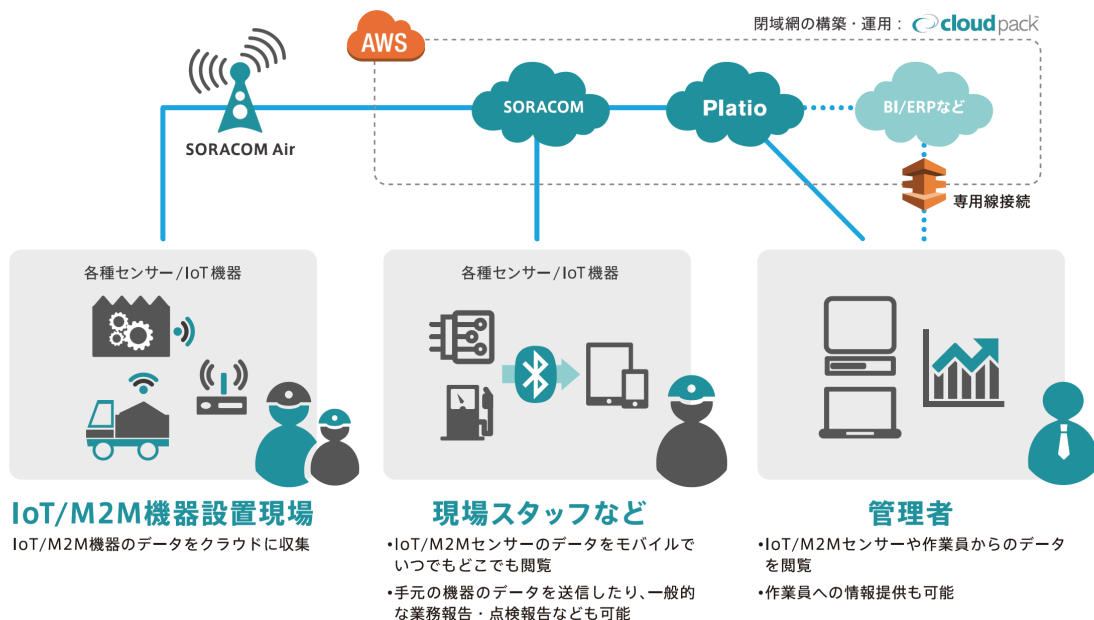 閉域網の構築・運用： cloudpack
AWS
SORACOM
Platio
BI/ERPなど
SORACOM Air
専用線接続
各種センサー/IoT機器
各種センサー/IoT機器
IoT/M2M機器設置現場
IoT/M2M機器のデータをクラウドに収集
現場スタッフなど
•IoT/M2Mセンサーのデータをモバイルで
いつでもどこでも閲覧
•手元の機器のデータを送信したり、一般的
な業務報告・点検報告なども可能
管理者
•IoT/M2Mセンサーや作業員からのデータ
を閲覧
•作業員への情報提供も可能